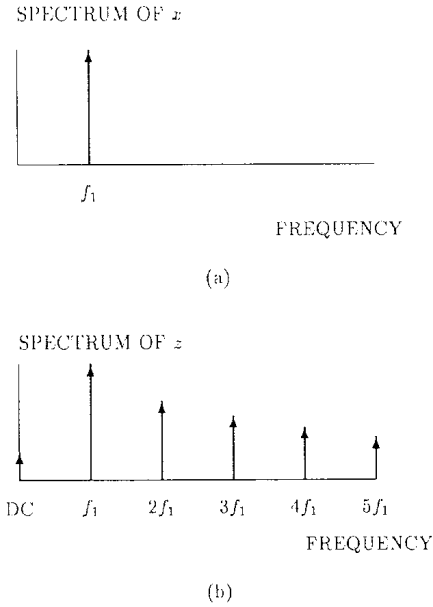 SPECTRUM OF x
f₁
FREQUENCY
(a)
SPECTRUM OF z
DC f₁ 2f₁ 3f₁ 4f₁ 5f₁
FREQUENCY
(b)